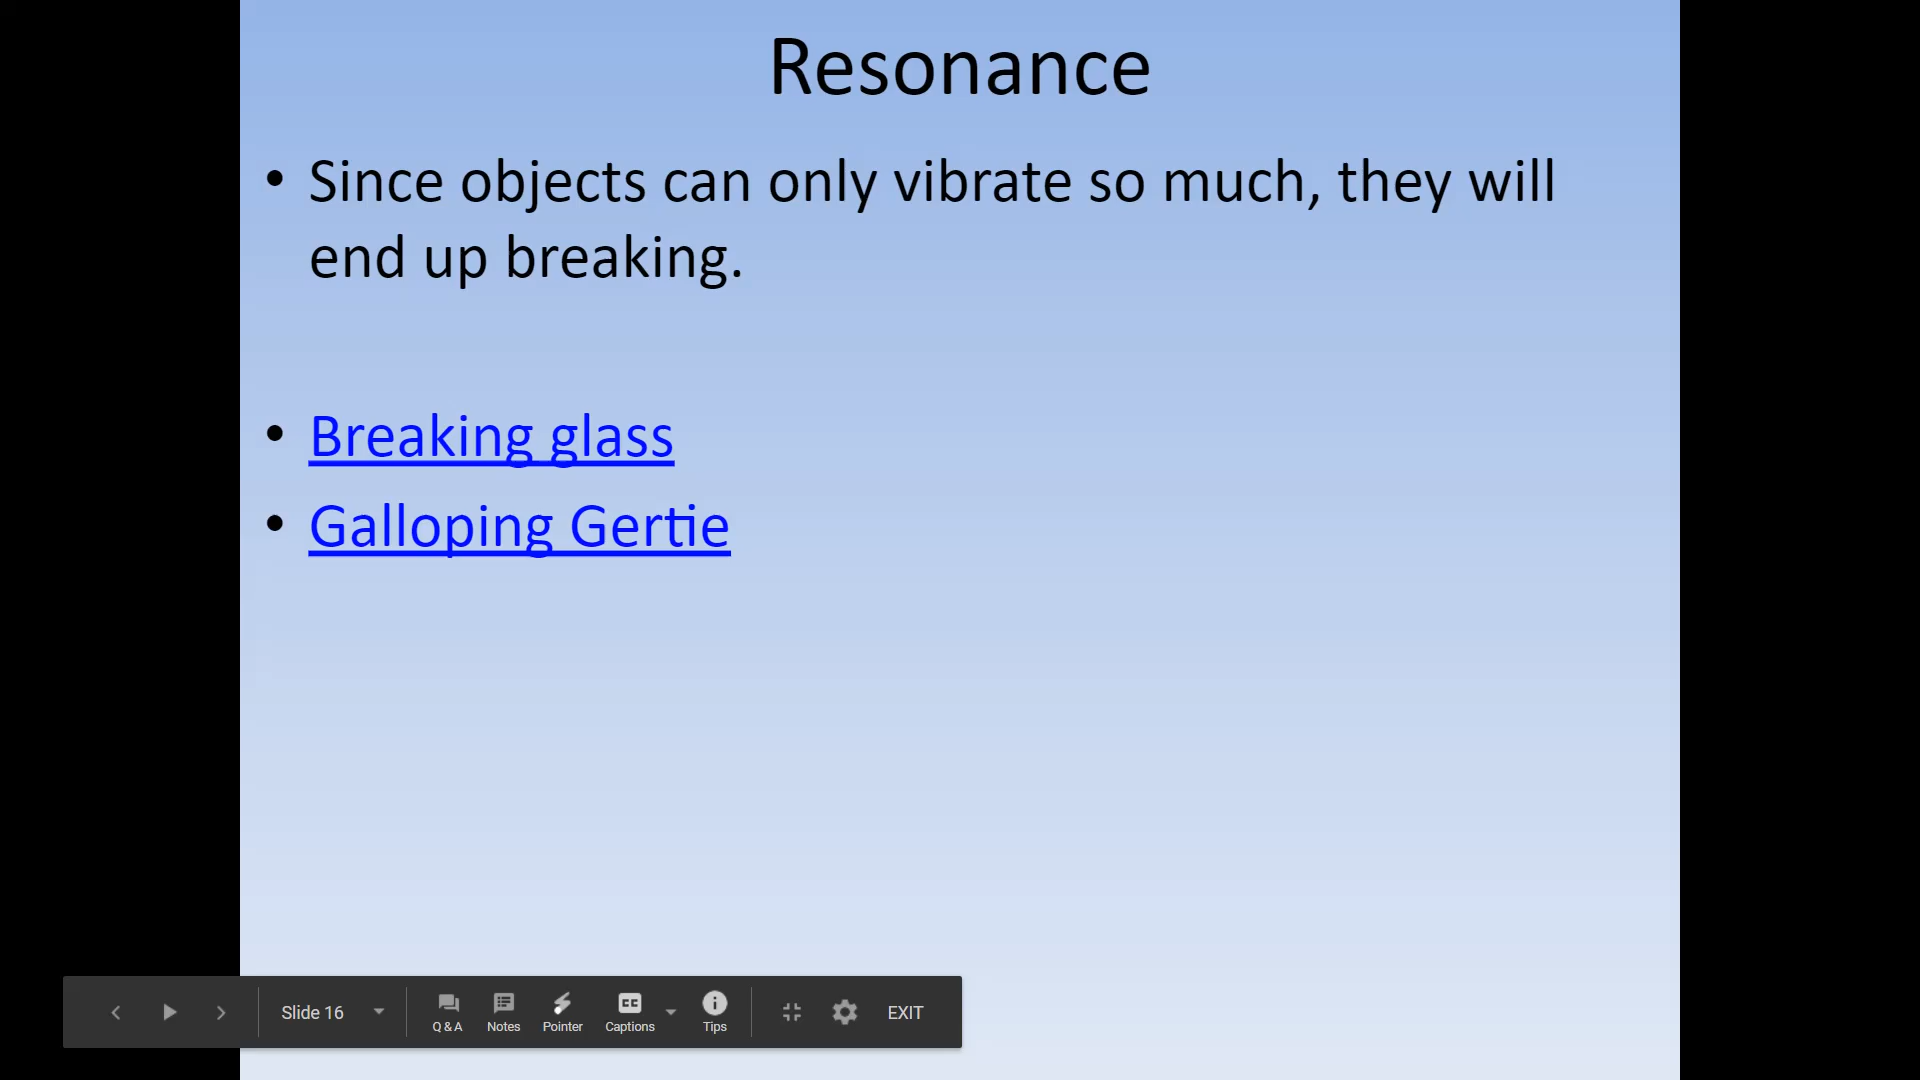 Resonance
• Since objects can only vibrate so much, they will
end up breaking.
• Breaking glass
• Galloping Gertie
Slide 16
Q & A
Notes
Pointer
CC
Captions
Tips
EXIT